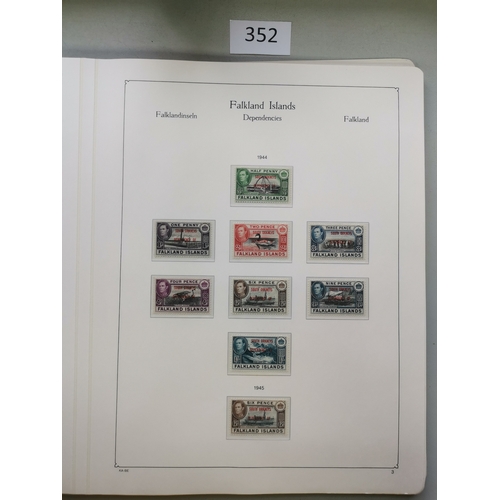 352
Falkland Islands
Falklandinseln Dependencies Falkland
1944
HALF PENNY
FALKLAND ISLANDS
ONE PENNY TWO PENCE THREE PENCE
FALKLAND ISLANDS FALKLAND ISLANDS FALKLAND ISLANDS
FOUR PENCE SIX PENCE NINE PENCE
FALKLAND ISLANDS FALKLAND ISLANDS FALKLAND ISLANDS
FALKLAND ISLANDS
1945
SIX PENCE
FALKLAND ISLANDS